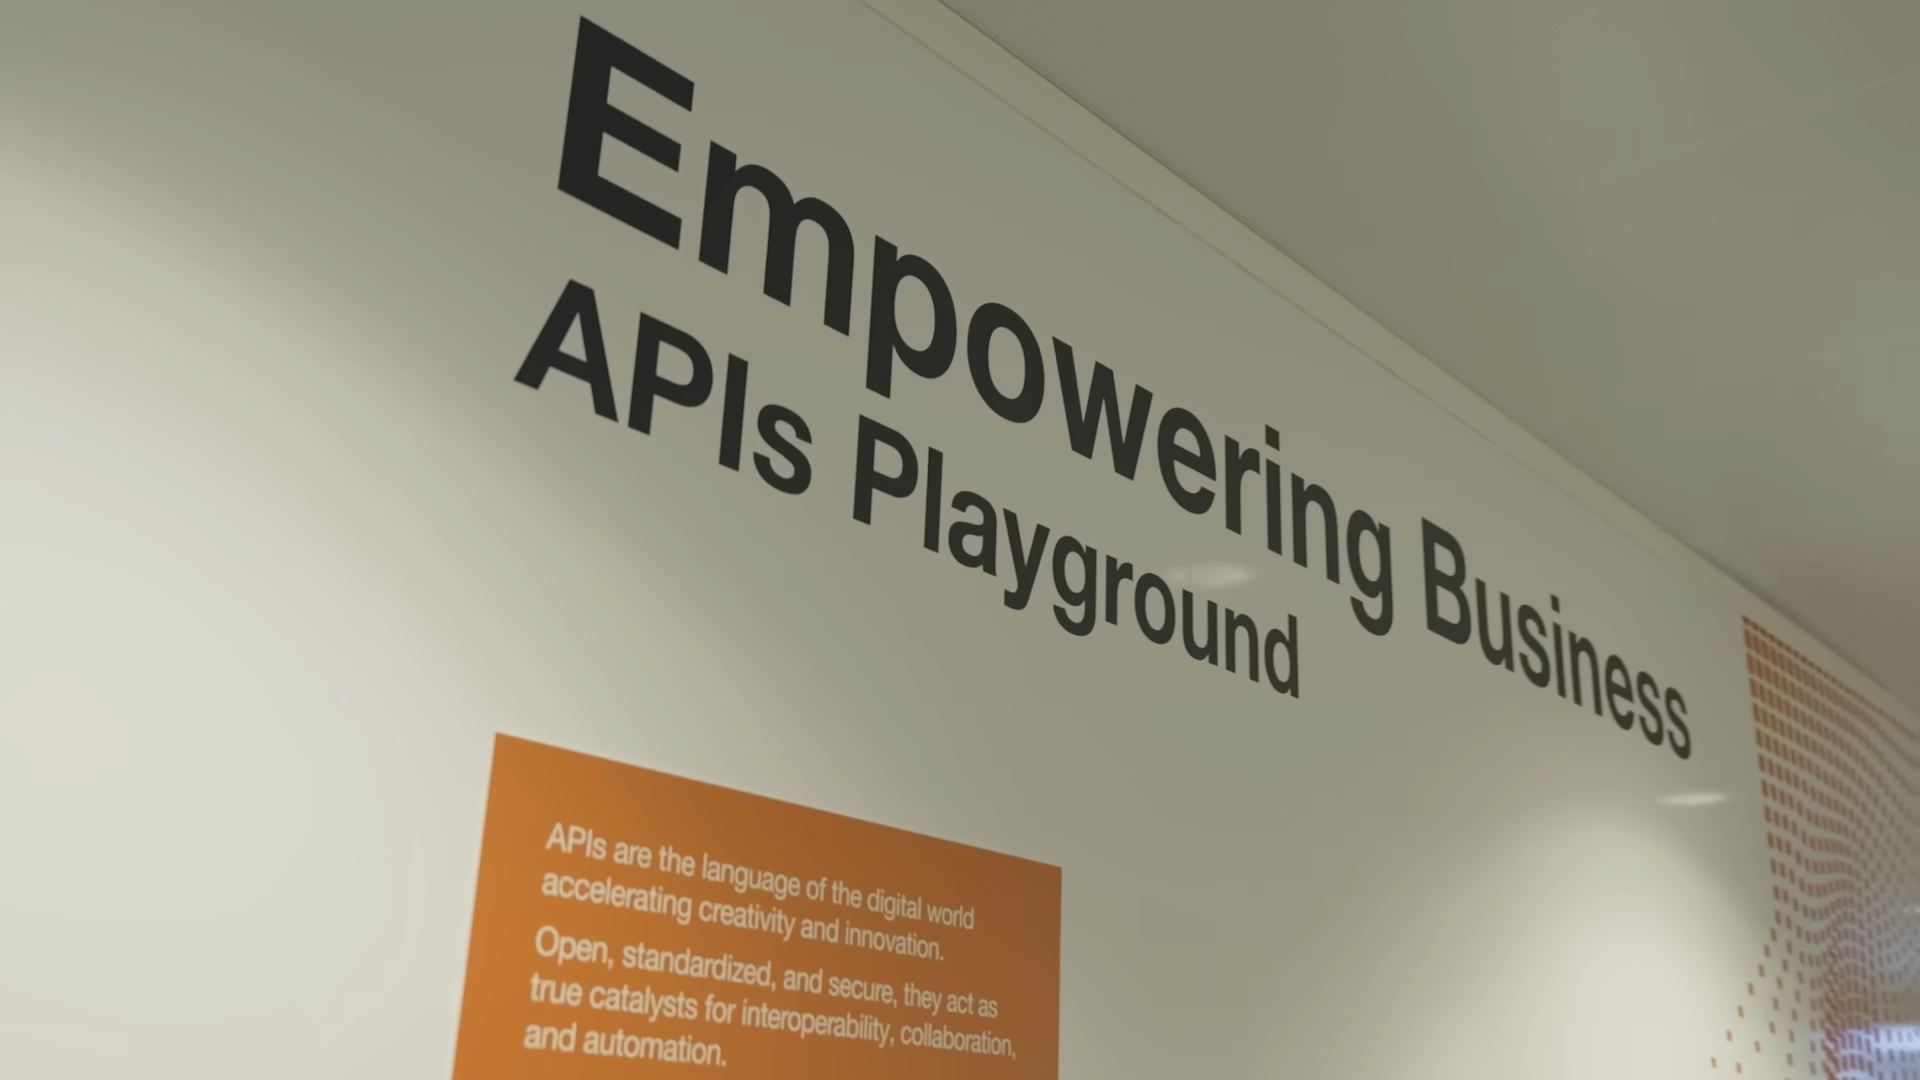 Empowering Business
APIs Playground
APIs are the language of the digital world
accelerating creativity and innovation.
Open, standardized, and secure, they act as
true catalysts for interoperability, collaboration,
and automation.